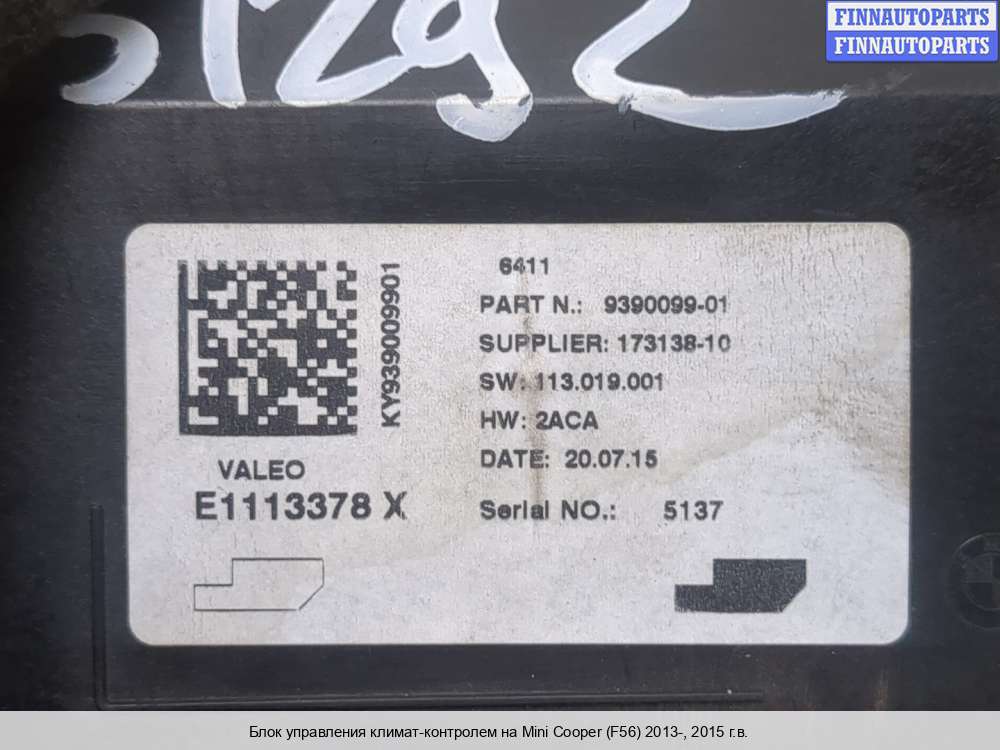 FINNAUTOPARTS
FINNAUTOPARTS
6411
PART N.: 9390099-01
SUPPLIER: 173138-10
SW: 113.019.001
HW: 2ACA
DATE: 20.07.15
Serial NO.: 5137
KY939009901
VALEO
E1113378 X
Блок управления климат-контролем на Mini Cooper (F56) 2013-, 2015 г.в.